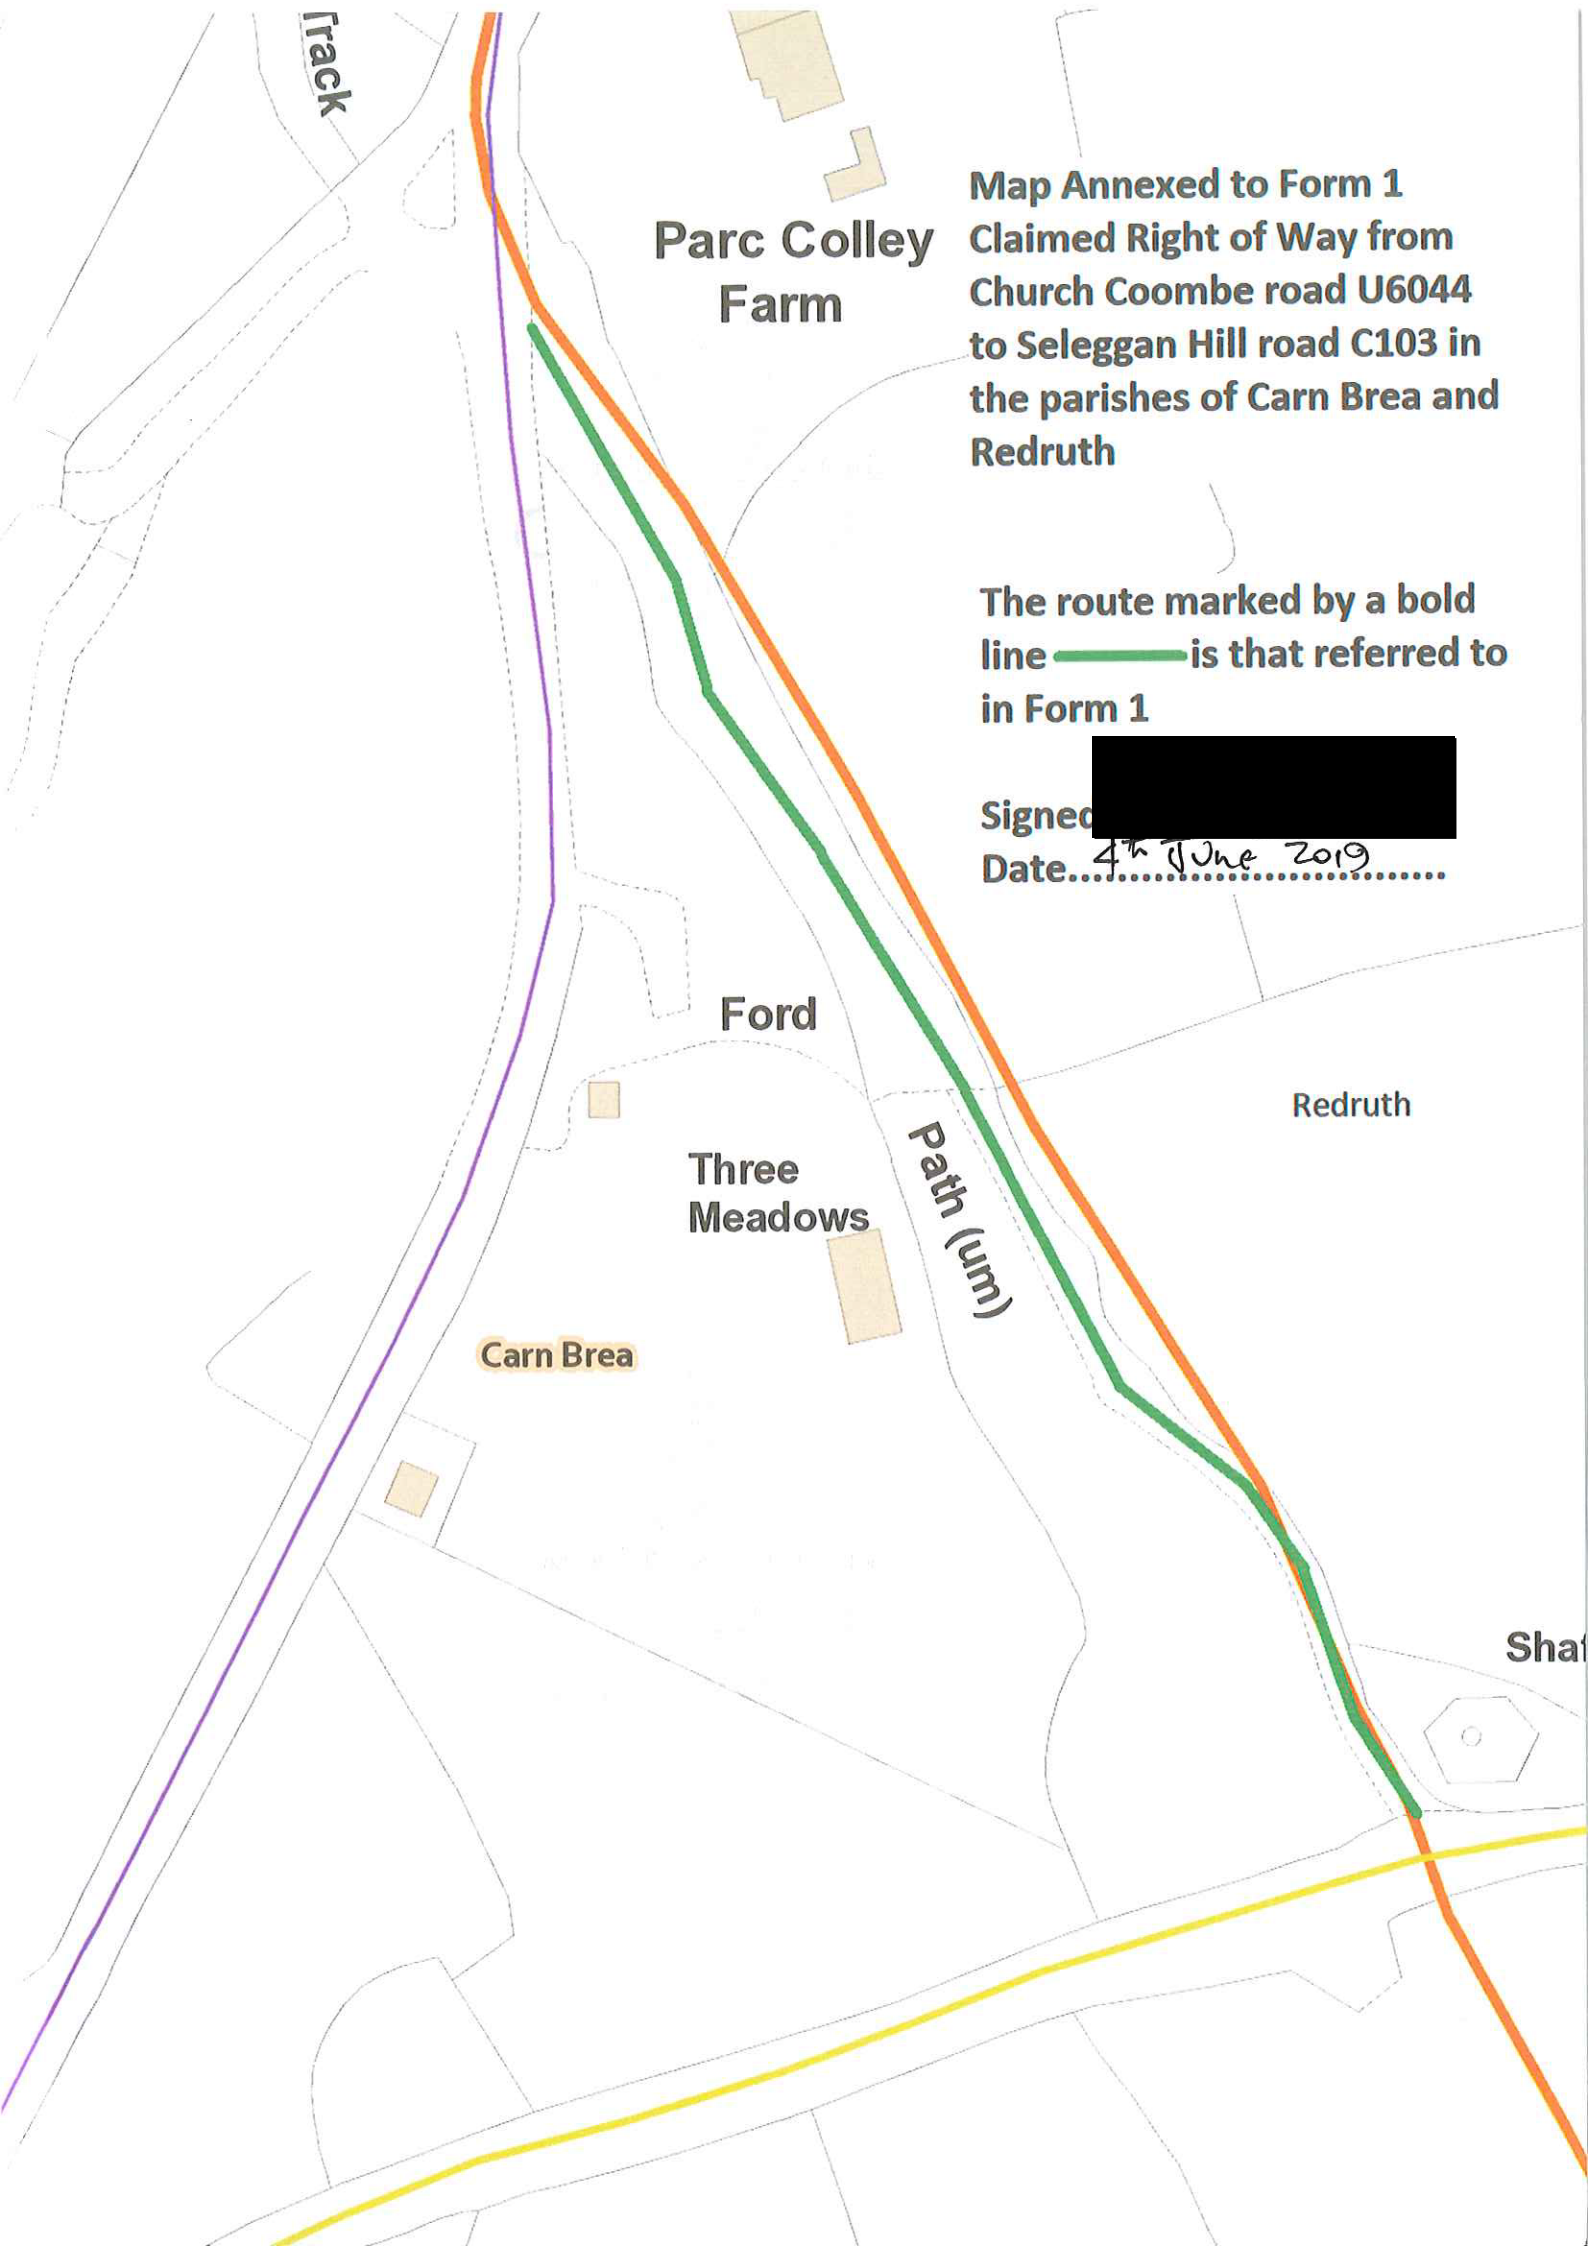 Track
Parc Colley
Farm
Map Annexed to Form 1
Claimed Right of Way from
Church Coombe road U6044
to Seleggan Hill road C103 in
the parishes of Carn Brea and
Redruth
The route marked by a bold
line is that referred to
in Form 1
Signed
Date....4th June 2019....
Ford
Redruth
Path (um)
Three
Meadows
Carn Brea